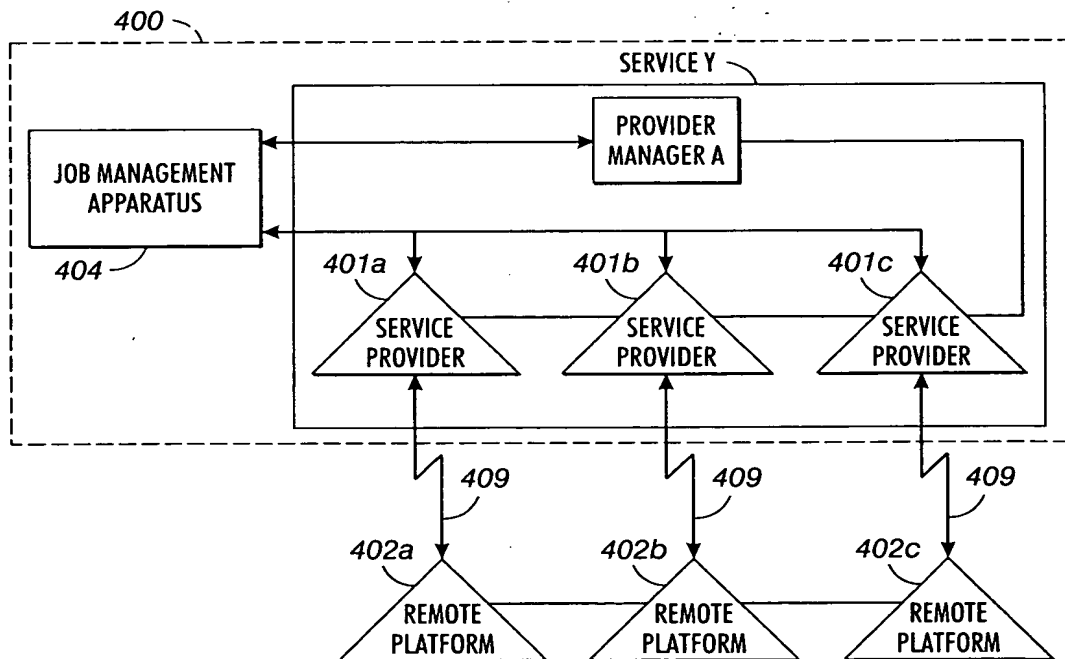 400
SERVICE Y
JOB MANAGEMENT
APPARATUS
404
PROVIDER
MANAGER A
401a
401b
401c
SERVICE
PROVIDER
SERVICE
PROVIDER
SERVICE
PROVIDER
409
409
409
402a
402b
402c
REMOTE
PLATFORM
REMOTE
PLATFORM
REMOTE
PLATFORM